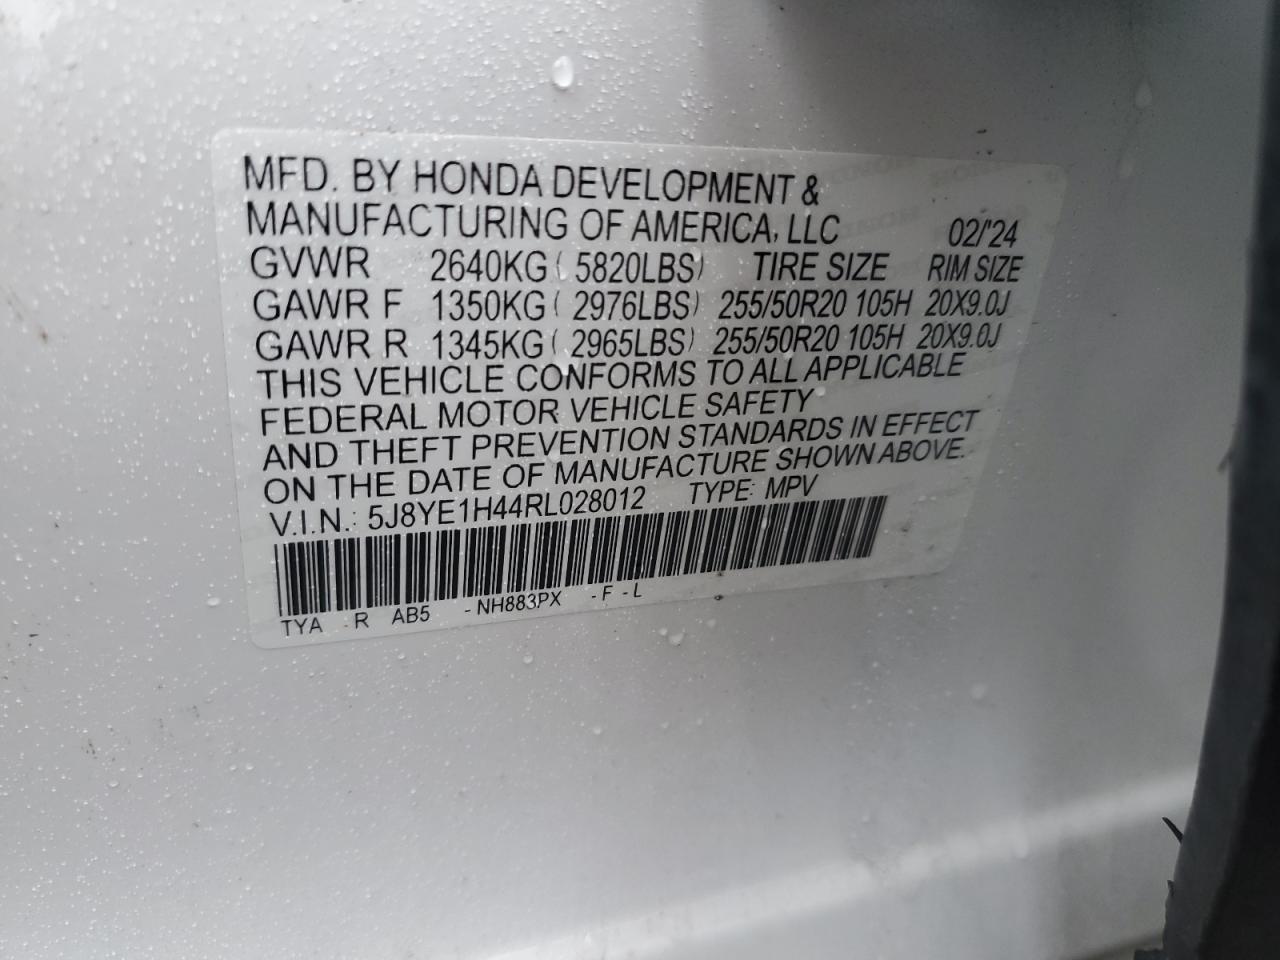 MFD. BY HONDA DEVELOPMENT &
MANUFACTURING OF AMERICA, LLC 02/'24
GVWR 2640KG ( 5820LBS) TIRE SIZE RIM SIZE
GAWR F 1350KG ( 2976LBS) 255/50R20 105H 20X9.0J
GAWR R 1345KG ( 2965LBS) 255/50R20 105H 20X9.0J
THIS VEHICLE CONFORMS TO ALL APPLICABLE
FEDERAL MOTOR VEHICLE SAFETY
AND THEFT PREVENTION STANDARDS IN EFFECT
ON THE DATE OF MANUFACTURE SHOWN ABOVE.
V.I.N.: 5J8YE1H44RL028012 TYPE: MPV
TYA R AB5 - NH883PX - F - L